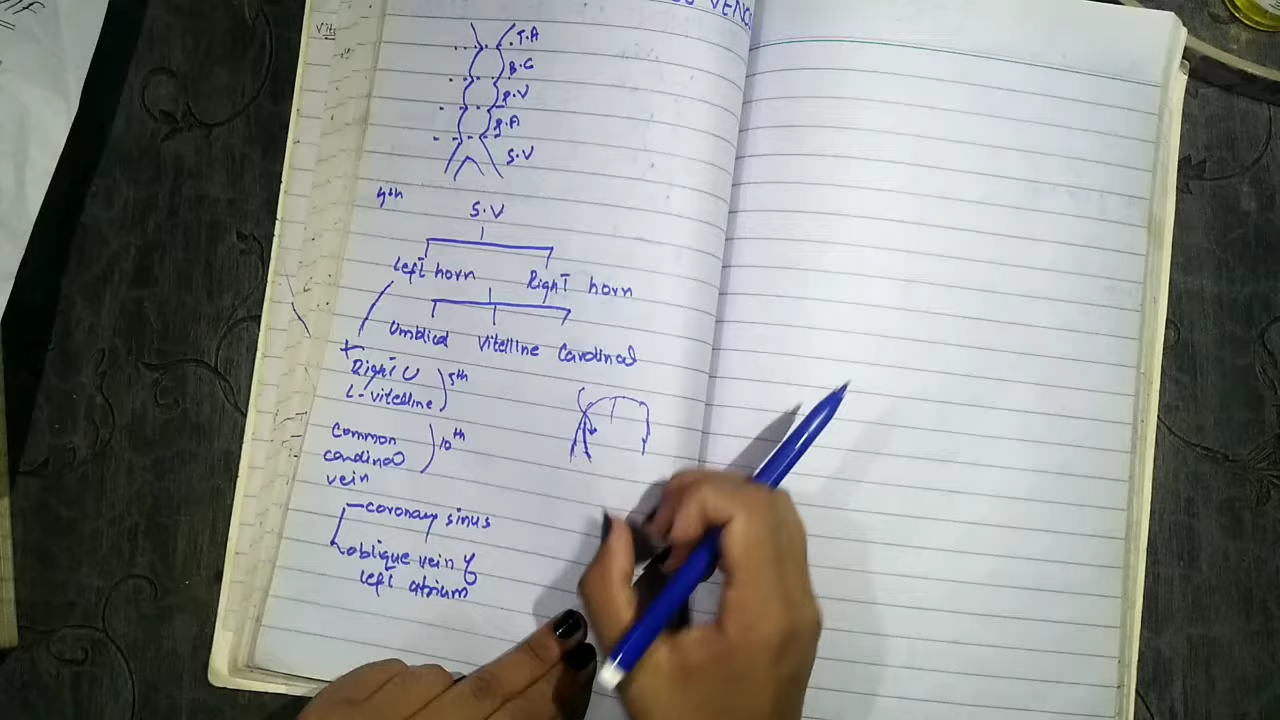 VENO
.T.A
B.C
P.V
P.A
S.V
4th
S.V
Left horn
Right horn
Umblical vitelline Cardinal
Right U
L-vitelline
5th
Common
cardinal
vein
10th
coronary sinus
oblique vein of
left atrium